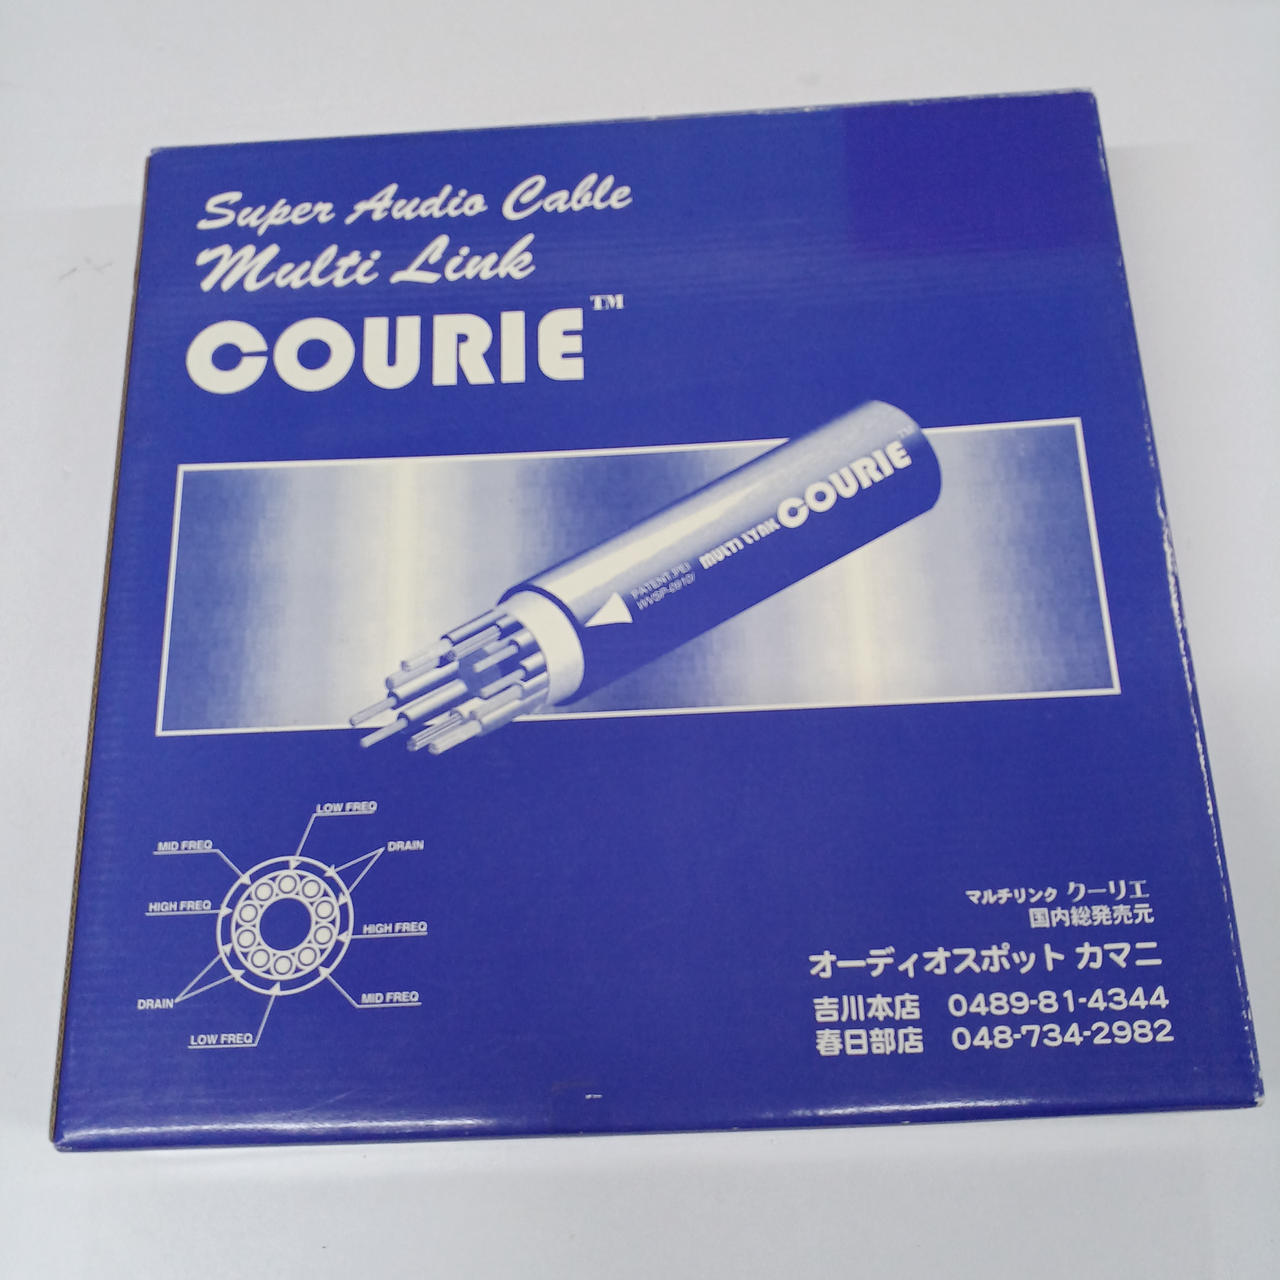 Super Audio Cable
Multi Link
COURIE™
COURIE™
MULTI LINK
LOW FREQ
MID FREQ
DRAIN
HIGH FREQ
HIGH FREQ
DRAIN
MID FREQ
LOW FREQ
マルチリンク クーリエ
国内総発売元
オーディオスポット カマニ
吉川本店 0489-81-4344
春日部店 048-734-2982